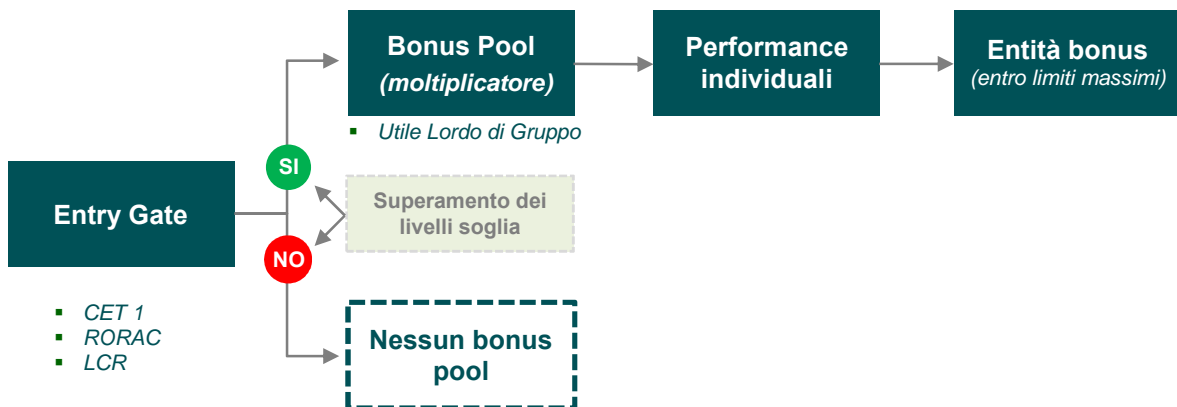 Bonus Pool
(moltiplicatore)
Performance
individuali
Entità bonus
(entro limiti massimi)
▪ Utile Lordo di Gruppo
SI
Entry Gate
Superamento dei
livelli soglia
NO
▪ CET 1
▪ RORAC
▪ LCR
Nessun bonus
pool